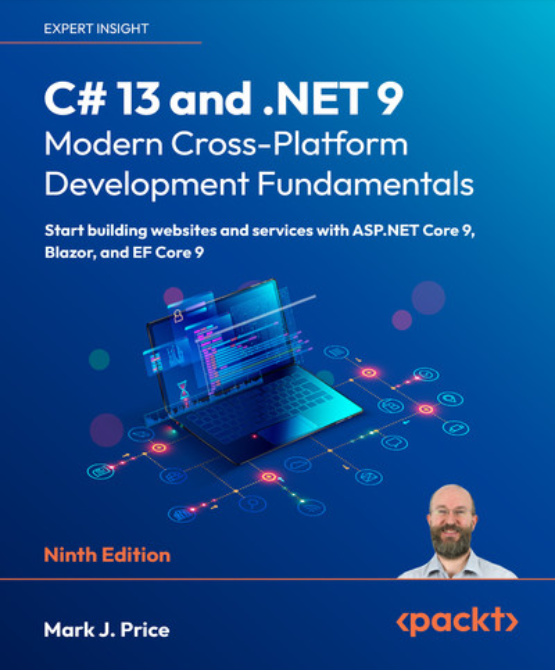 EXPERT INSIGHT
C# 13 and .NET 9
Modern Cross-Platform
Development Fundamentals
Start building websites and services with ASP.NET Core 9,
Blazor, and EF Core 9
Ninth Edition
Mark J. Price
<packt>